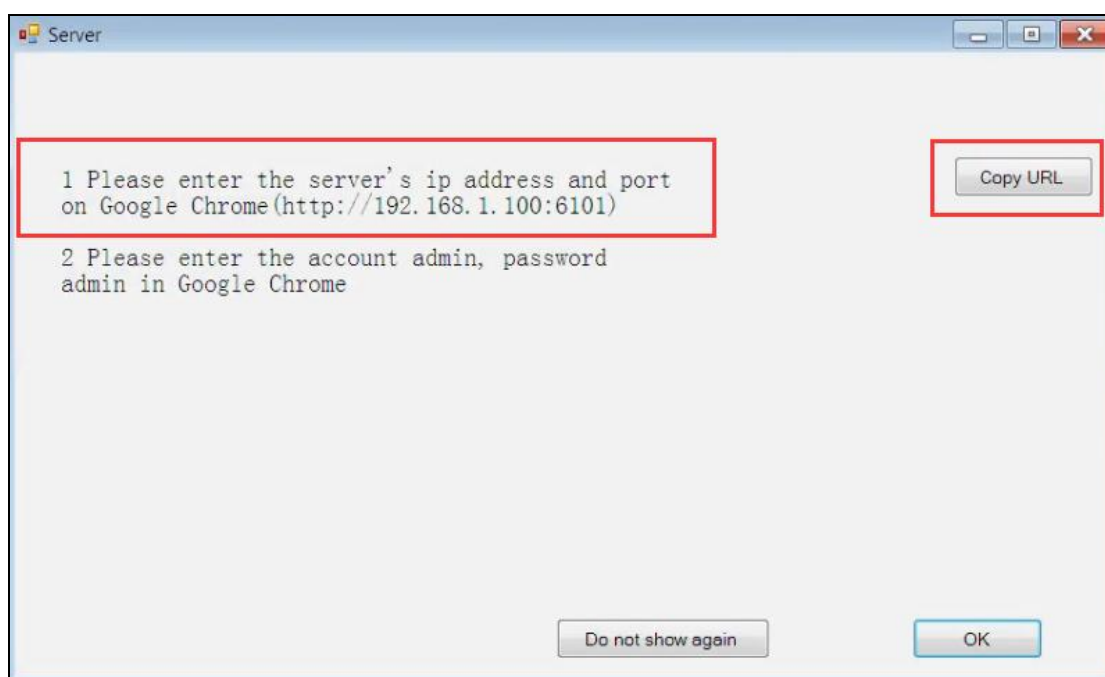 Server
1 Please enter the server's ip address and port
on Google Chrome(http://192.168.1.100:6101)
Copy URL
2 Please enter the account admin, password
admin in Google Chrome
Do not show again
OK